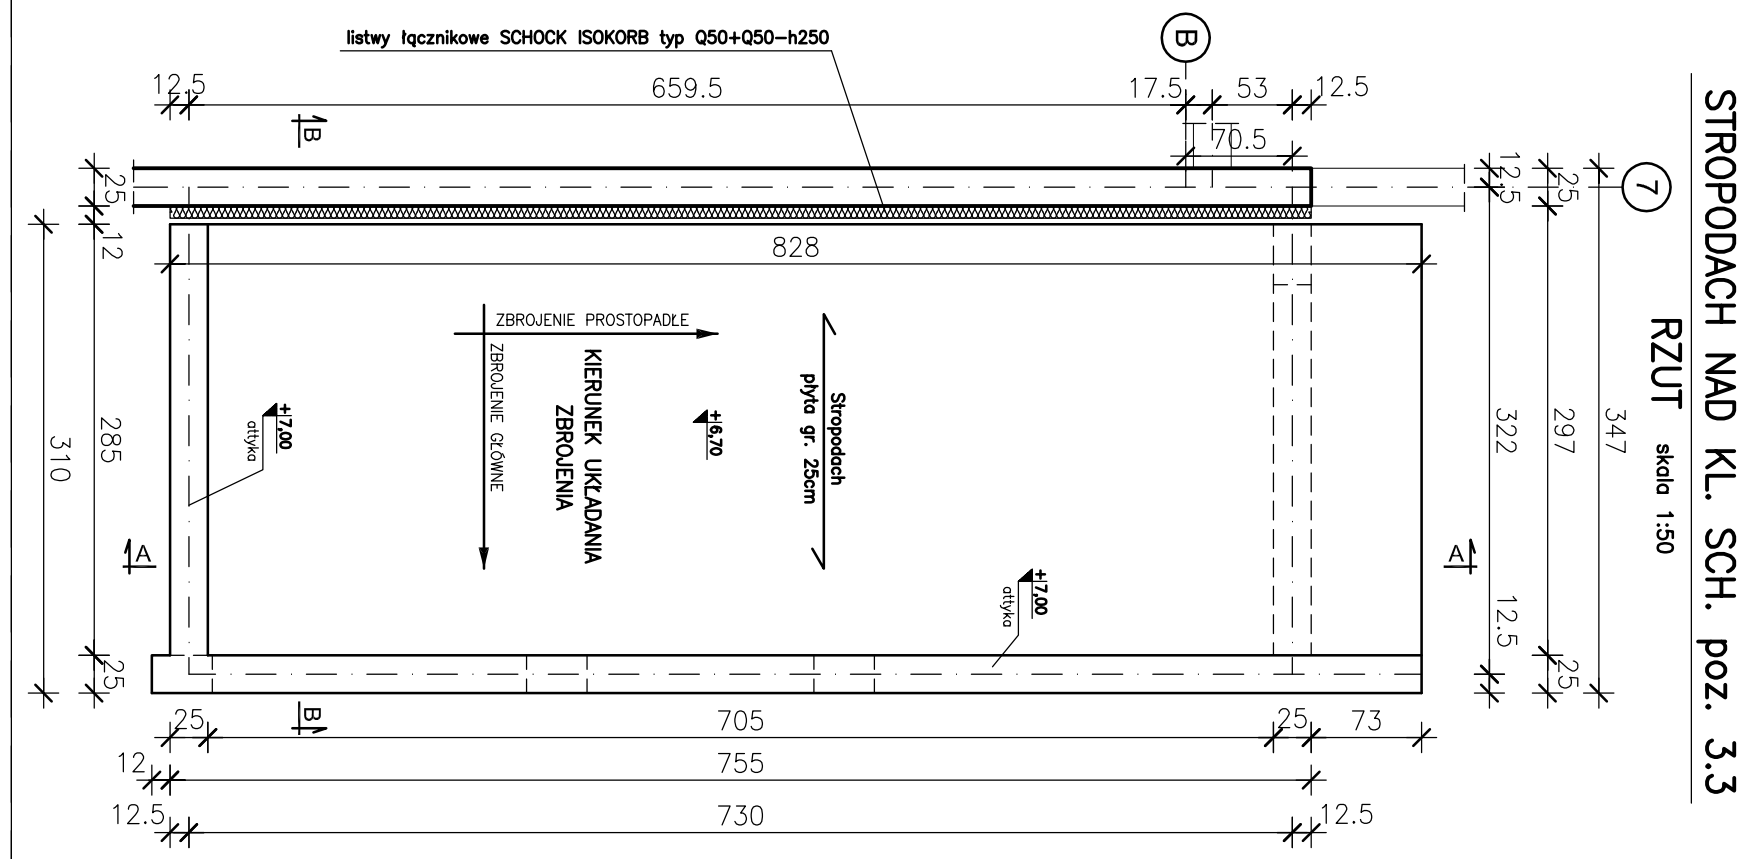 STROPODACH NAD KL. SCH. poz. 3.3
RZUT skala 1:50
listwy łącznikowe SCHOCK ISOKORB typ Q50+Q50-h250
B
7
12.5
659.5
17.5
53
12.5
70.5
B
25
12
285
25
310
828
12.5
322
12.5
25
297
25
347
ZBROJENIE PROSTOPADŁE
ZBROJENIE GŁÓWNE
KIERUNEK UKŁADANIA
ZBROJENIA
Stropodach
płyta gr. 25cm
+6,70
+7,00
attyka
+7,00
attyka
A
A
B
25
705
25
73
12
755
12.5
730
12.5